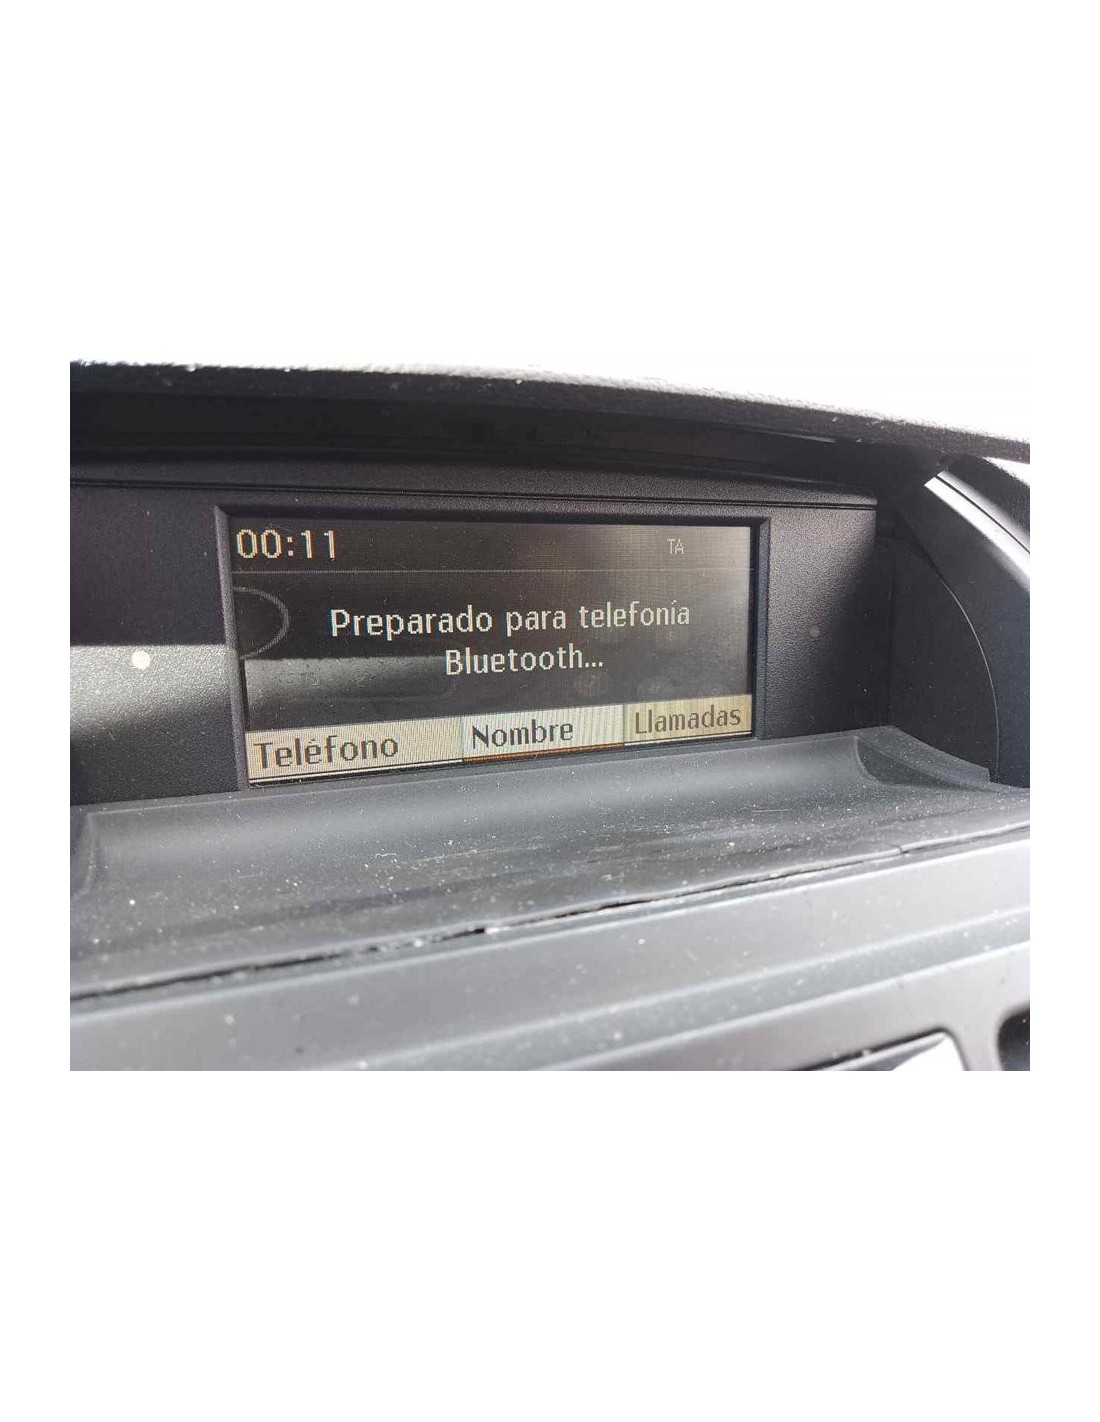 00:11 TA
Preparado para telefonía
Bluetooth...
Teléfono Nombre Llamadas